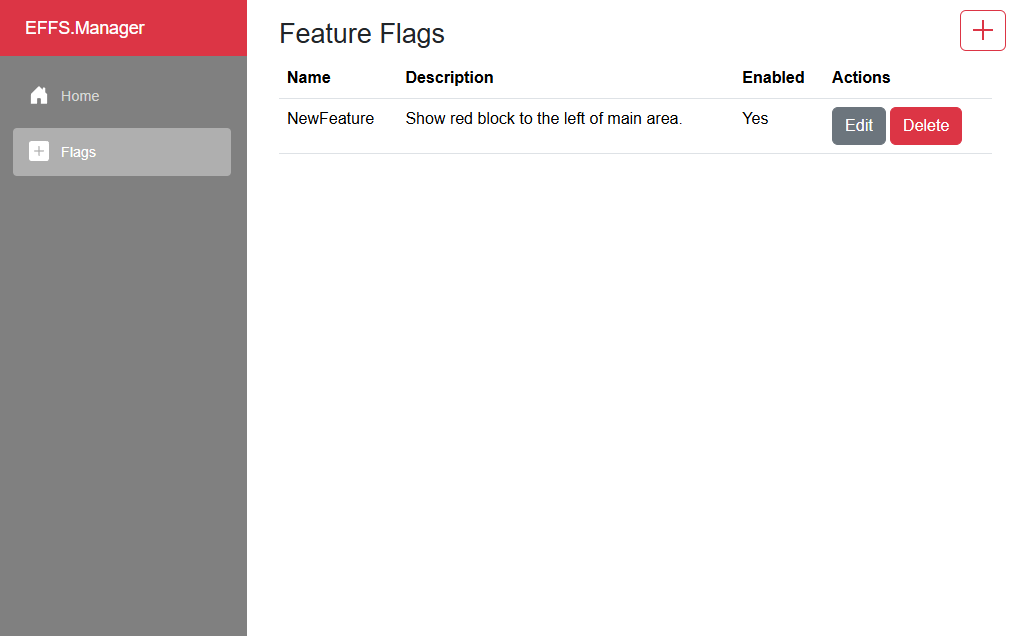 EFFS.Manager
Home
Flags
Feature Flags
Name Description Enabled Actions
NewFeature Show red block to the left of main area. Yes Edit Delete